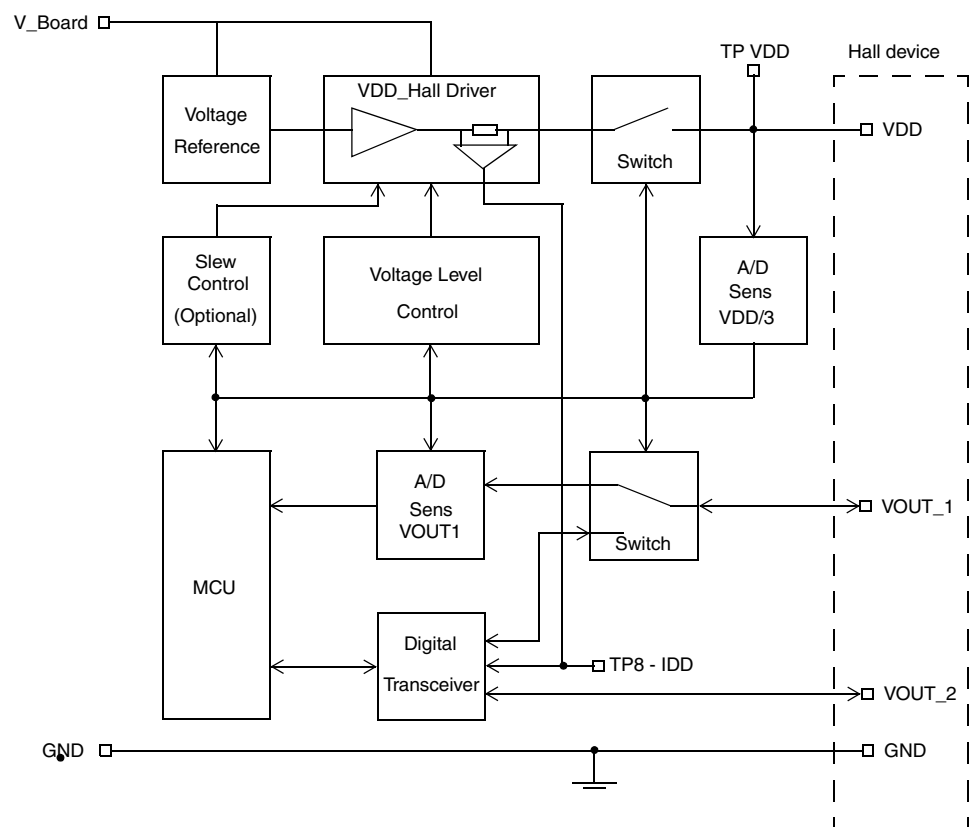 V_Board
TP VDD
Hall device
Voltage
Reference
VDD_Hall Driver
Switch
VDD
Slew
Control
(Optional)
Voltage Level
Control
A/D
Sens
VDD/3
MCU
A/D
Sens
VOUT1
Switch
VOUT_1
Digital
Transceiver
TP8 - IDD
VOUT_2
GND
GND